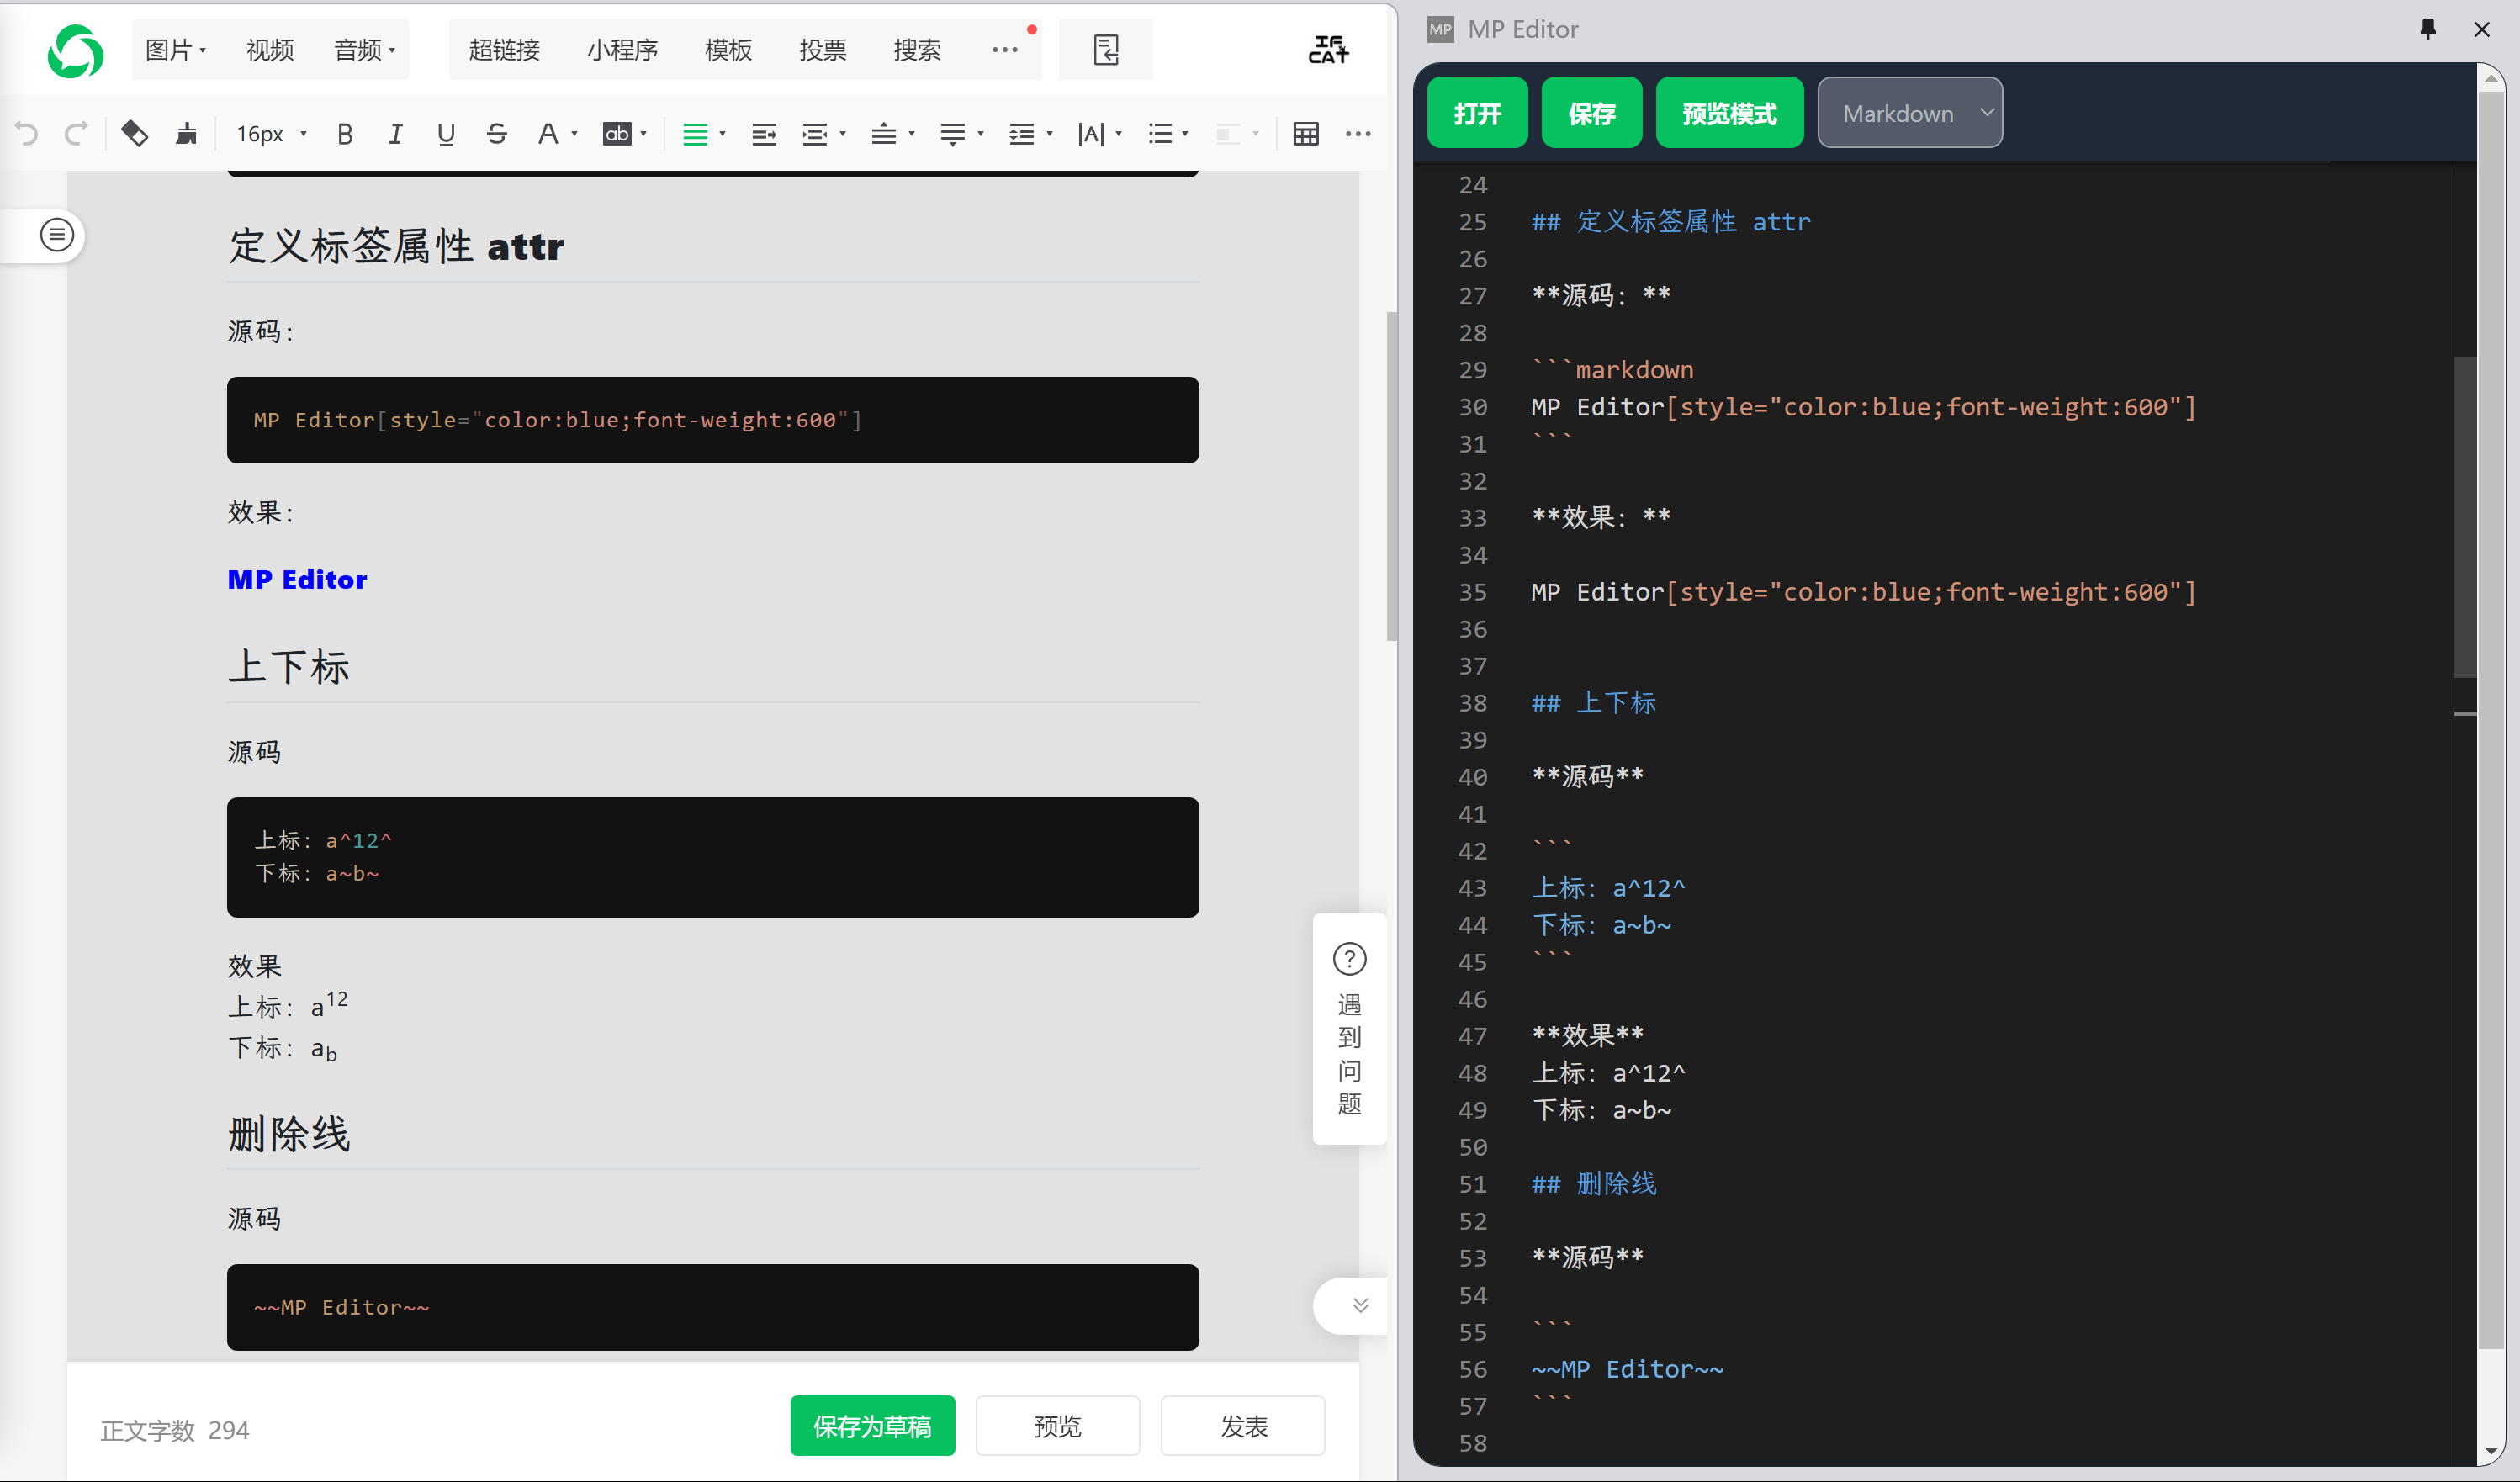 图片 视频 音频 超链接 小程序 模板 投票 搜索 ···
IF CAT
16px B I U S A ab |A|
定义标签属性 attr
源码:
MP Editor[style="color:blue;font-weight:600"]
效果:
MP Editor
上下标
源码
上标: a^12^
下标: a~b~
效果
上标: a12
下标: ab
删除线
源码
~~MP Editor~~
?
遇
到
问
题
正文字数 294
保存为草稿 预览 发表
MP MP Editor
打开 保存 预览模式 Markdown
24
25 ## 定义标签属性 attr
26
27 **源码: **
28
29 ```markdown
30 MP Editor[style="color:blue;font-weight:600"]
31 ```
32
33 **效果: **
34
35 MP Editor[style="color:blue;font-weight:600"]
36
37
38 ## 上下标
39
40 **源码**
41
42 ```
43 上标: a^12^
44 下标: a~b~
45 ```
46
47 **效果**
48 上标: a^12^
49 下标: a~b~
50
51 ## 删除线
52
53 **源码**
54
55 ```
56 ~~MP Editor~~
57 ```
58